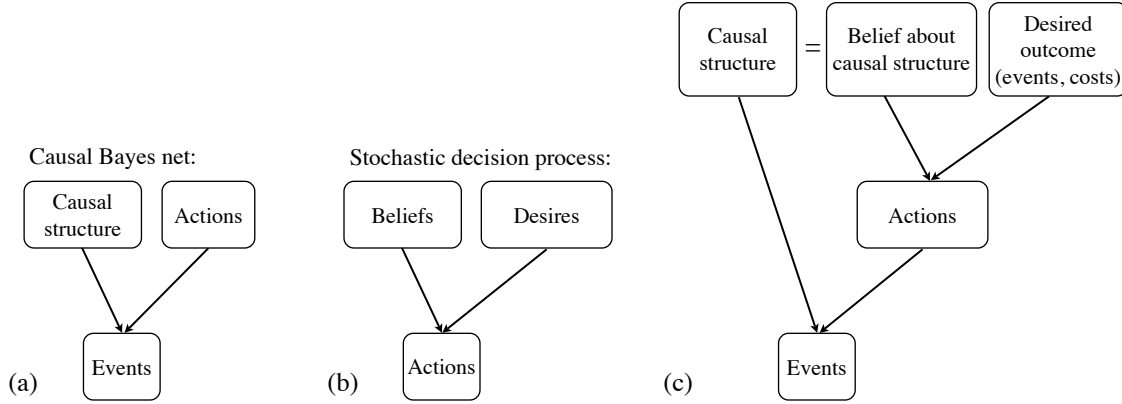 Causal Bayes net:
Causal
structure
Actions
Events
(a)
Stochastic decision process:
Beliefs
Desires
Actions
(b)
Causal
structure
=
Belief about
causal structure
Desired
outcome
(events, costs)
Actions
Events
(c)